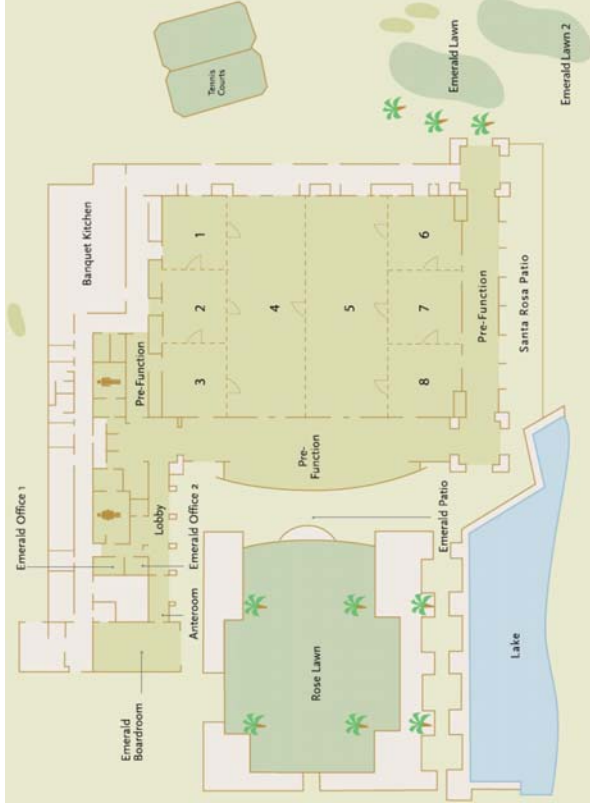 Emerald Office 1
Banquet Kitchen
Tennis
Courts
Pre-Function
Emerald
Boardroom
Anteroom
Lobby
Emerald Office 2
3
2
1
4
Pre-
Function
5
Rose Lawn
Emerald Patio
8
7
6
Emerald Lawn
Pre-Function
Lake
Santa Rosa Patio
Emerald Lawn 2